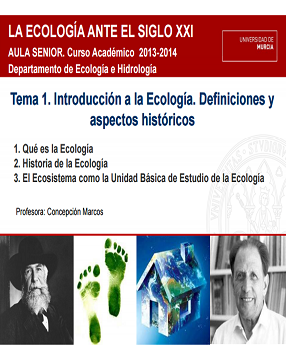 LA ECOLOGÍA ANTE EL SIGLO XXI
AULA SENIOR. Curso Académico 2013-2014
Departamento de Ecología e Hidrología
UNIVERSIDAD DE
MURCIA
Tema 1. Introducción a la Ecología. Definiciones y
aspectos históricos
1. Qué es la Ecología
2. Historia de la Ecología
3. El Ecosistema como la Unidad Básica de Estudio de la Ecología
Profesora: Concepción Marcos